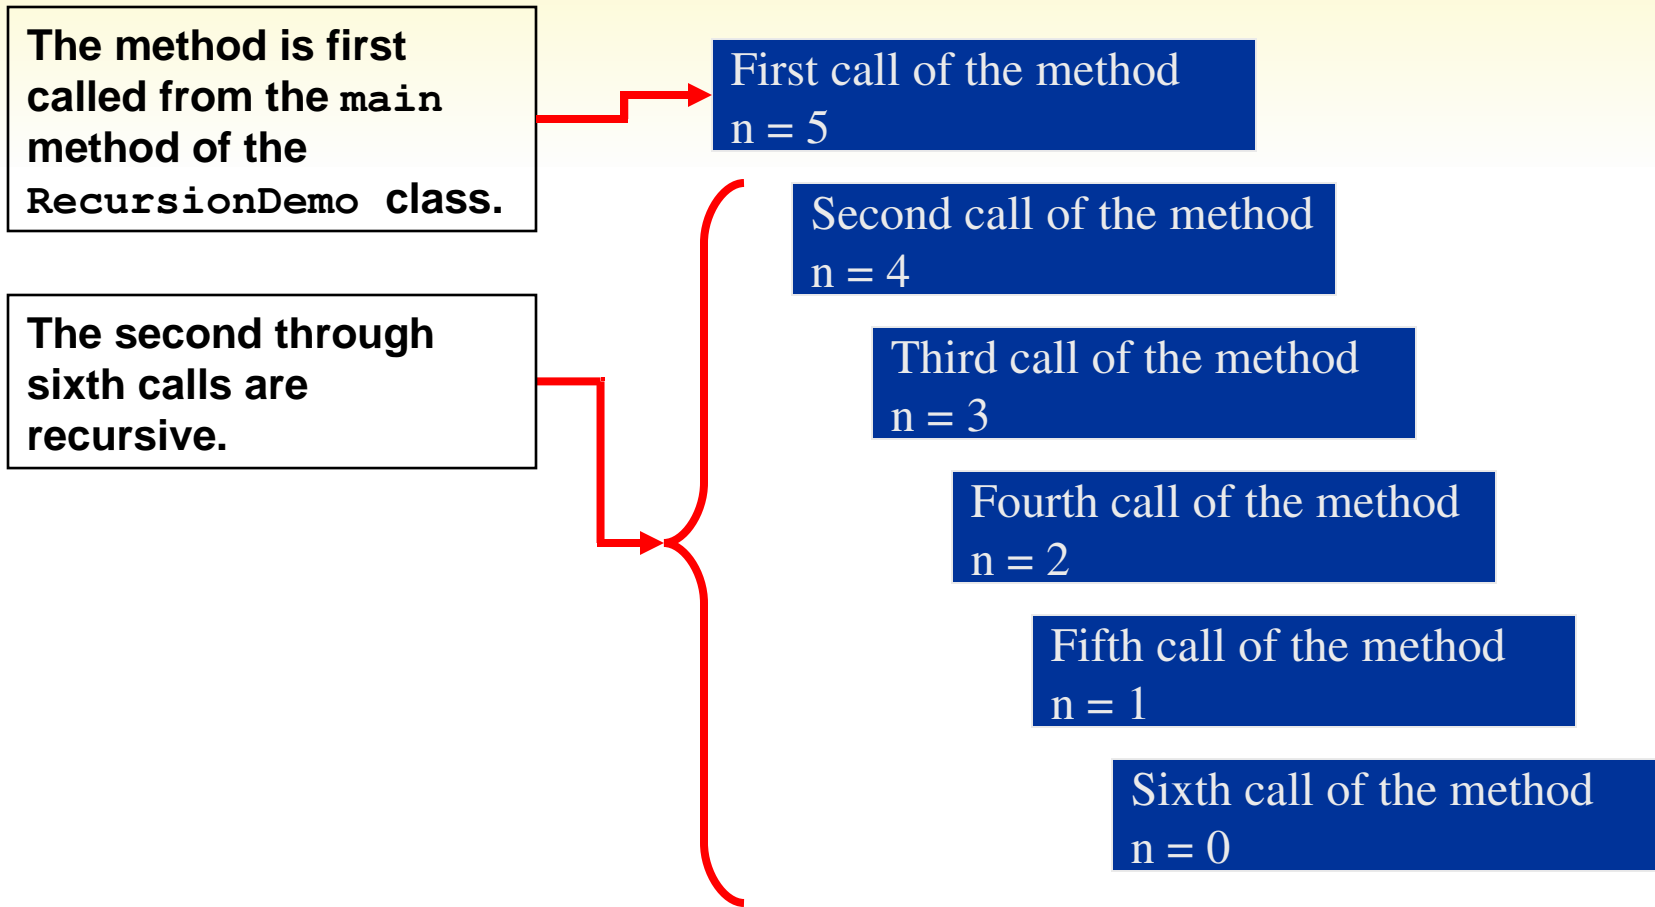 The method is first
called from the main
method of the
RecursionDemo class.
The second through
sixth calls are
recursive.
First call of the method
n = 5
Second call of the method
n = 4
Third call of the method
n = 3
Fourth call of the method
n = 2
Fifth call of the method
n = 1
Sixth call of the method
n = 0